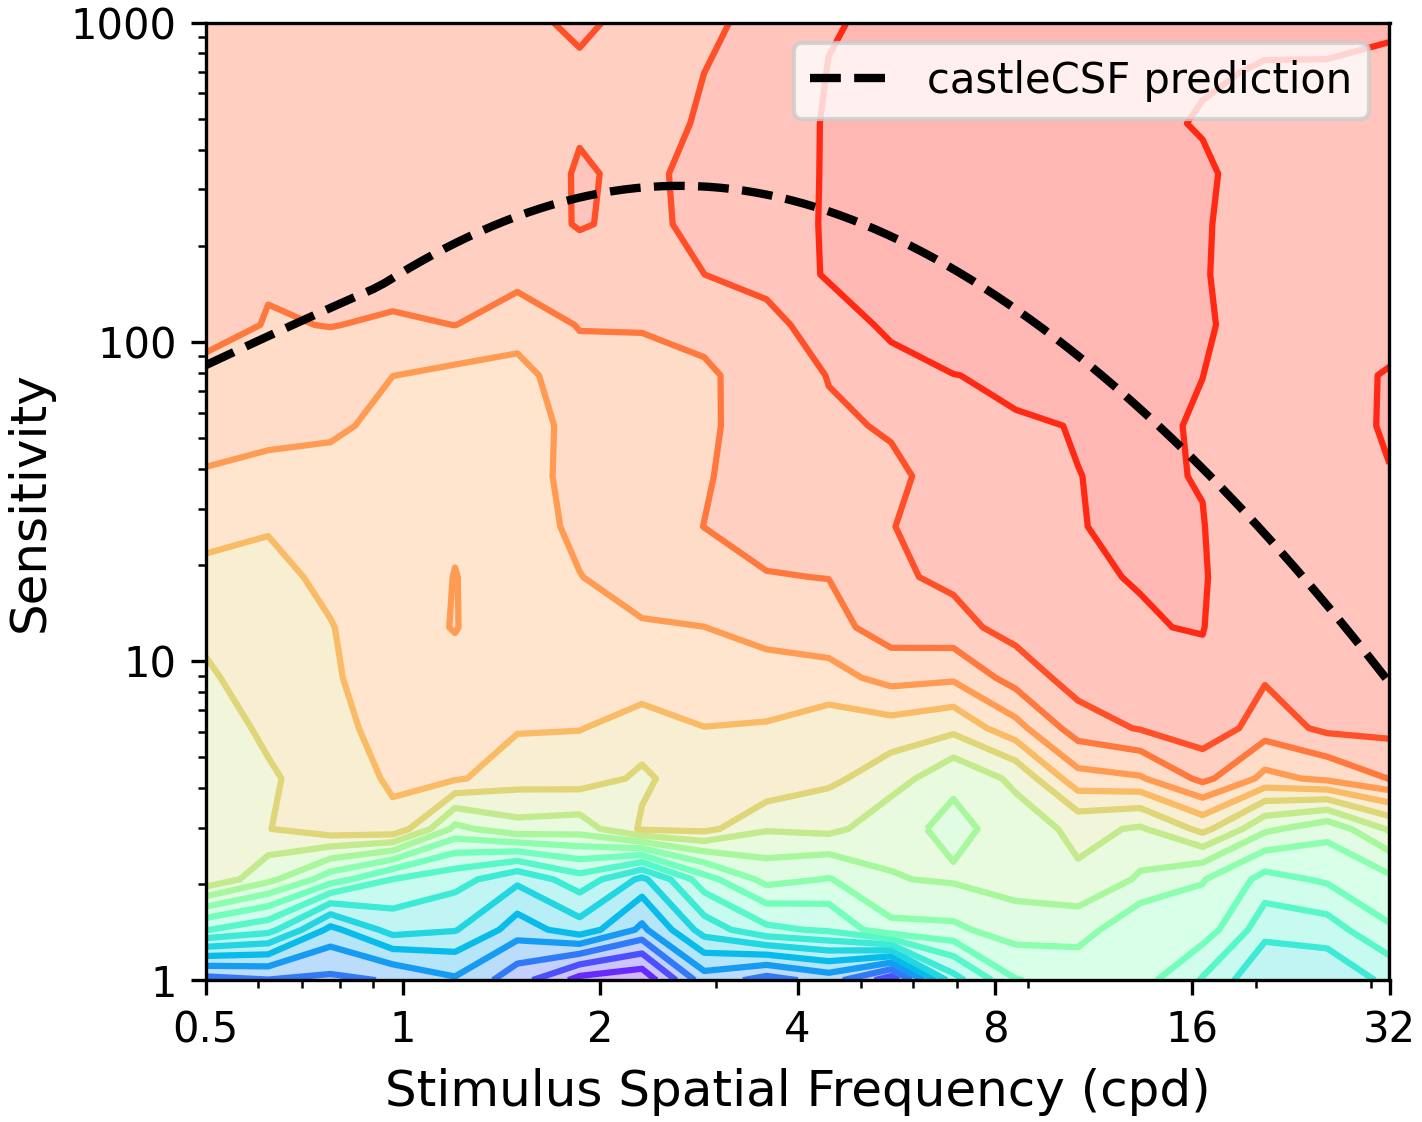 1000
100
10
1
Sensitivity
castleCSF prediction
0.5 1 2 4 8 16 32
Stimulus Spatial Frequency (cpd)